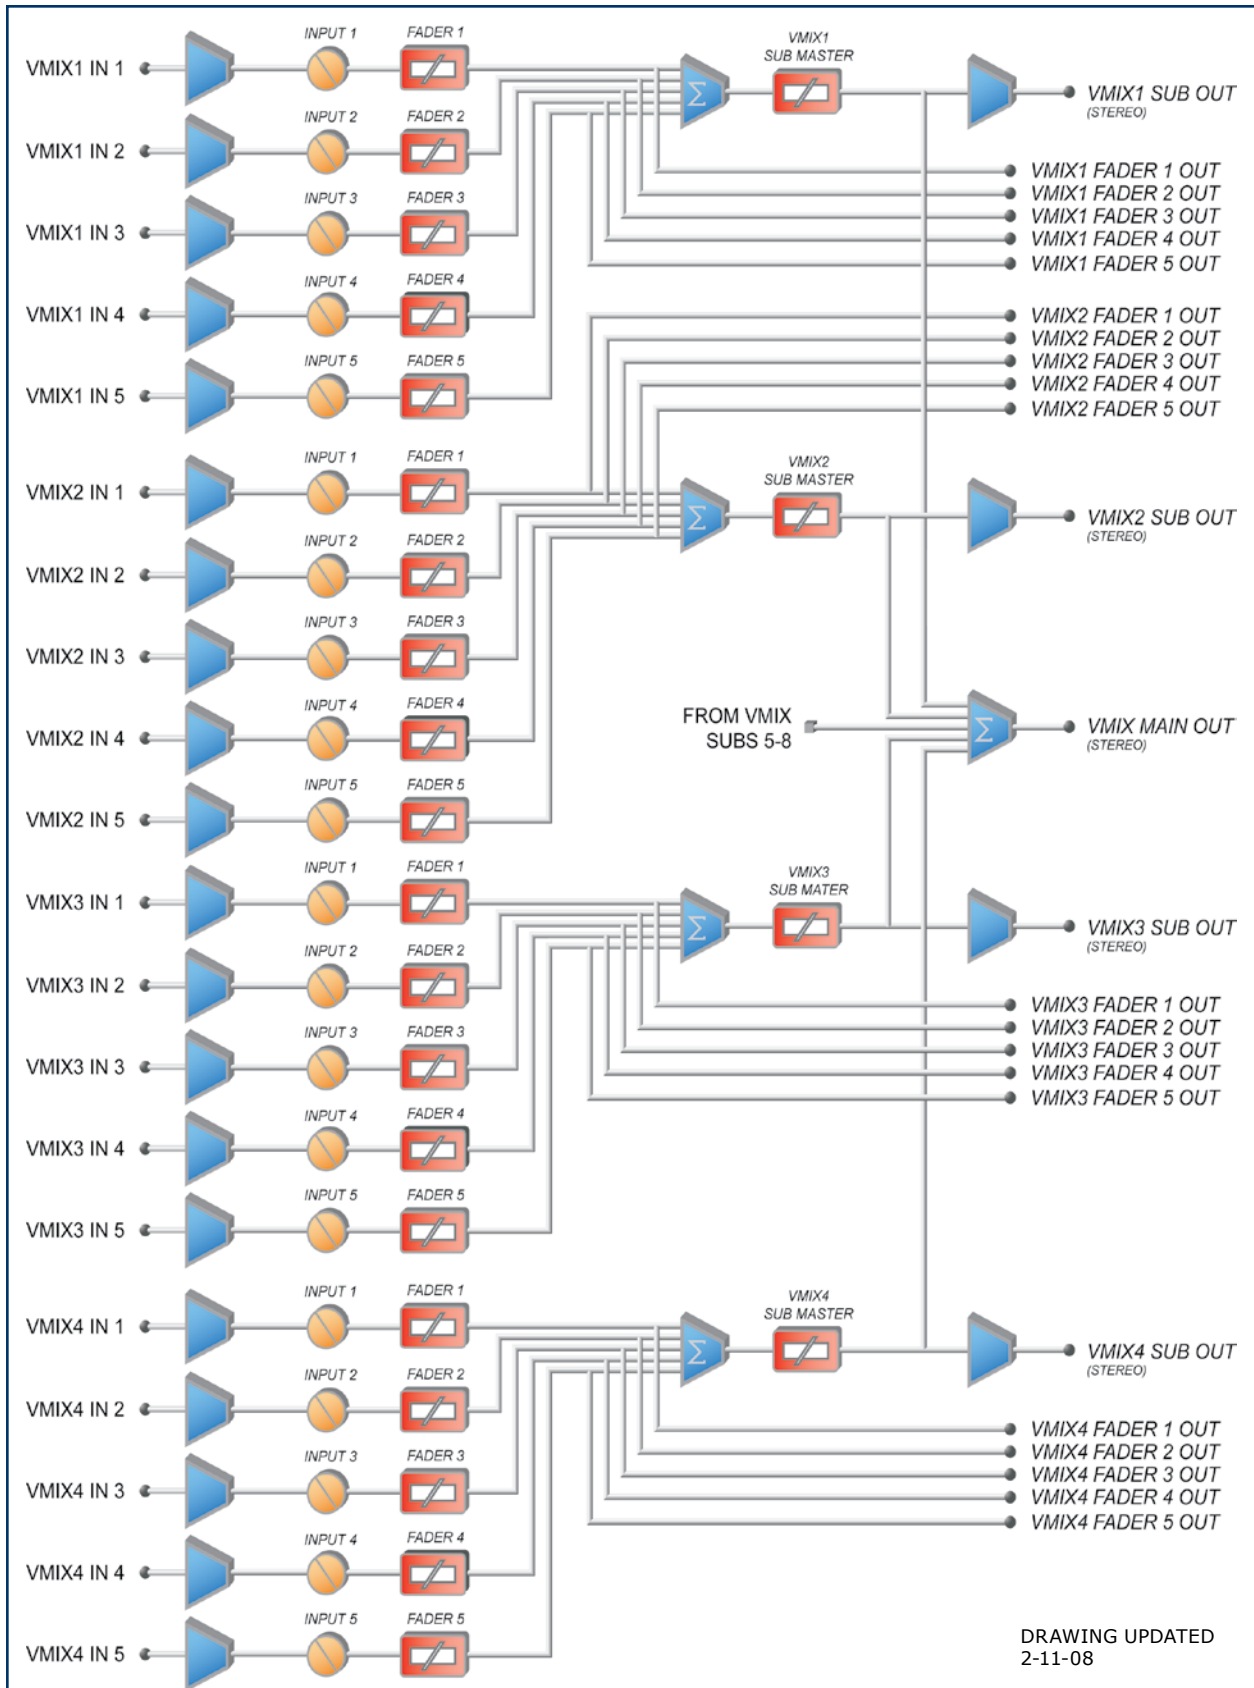 INPUT 1
FADER 1
VMIX1
SUB MASTER
VMIX1 IN 1
VMIX1 SUB OUT
(STEREO)
INPUT 2
FADER 2
VMIX1 IN 2
VMIX1 FADER 1 OUT
VMIX1 FADER 2 OUT
INPUT 3
FADER 3
VMIX1 FADER 3 OUT
VMIX1 IN 3
VMIX1 FADER 4 OUT
VMIX1 FADER 5 OUT
INPUT 4
FADER 4
VMIX1 IN 4
VMIX2 FADER 1 OUT
VMIX2 FADER 2 OUT
INPUT 5
FADER 5
VMIX2 FADER 3 OUT
VMIX2 FADER 4 OUT
VMIX1 IN 5
VMIX2 FADER 5 OUT
INPUT 1
FADER 1
VMIX2
SUB MASTER
VMIX2 IN 1
VMIX2 SUB OUT
(STEREO)
INPUT 2
FADER 2
VMIX2 IN 2
INPUT 3
FADER 3
VMIX2 IN 3
INPUT 4
FADER 4
VMIX2 IN 4
FROM VMIX
SUBS 5-8
VMIX MAIN OUT
(STEREO)
INPUT 5
FADER 5
VMIX2 IN 5
INPUT 1
FADER 1
VMIX3
SUB MATER
VMIX3 IN 1
VMIX3 SUB OUT
(STEREO)
INPUT 2
FADER 2
VMIX3 IN 2
VMIX3 FADER 1 OUT
VMIX3 FADER 2 OUT
INPUT 3
FADER 3
VMIX3 FADER 3 OUT
VMIX3 IN 3
VMIX3 FADER 4 OUT
VMIX3 FADER 5 OUT
INPUT 4
FADER 4
VMIX3 IN 4
INPUT 5
FADER 5
VMIX3 IN 5
INPUT 1
FADER 1
VMIX4
SUB MASTER
VMIX4 IN 1
VMIX4 SUB OUT
(STEREO)
INPUT 2
FADER 2
VMIX4 IN 2
VMIX4 FADER 1 OUT
VMIX4 FADER 2 OUT
INPUT 3
FADER 3
VMIX4 FADER 3 OUT
VMIX4 IN 3
VMIX4 FADER 4 OUT
VMIX4 FADER 5 OUT
INPUT 4
FADER 4
VMIX4 IN 4
INPUT 5
FADER 5
VMIX4 IN 5
DRAWING UPDATED
2-11-08
Σ
Σ
Σ
Σ
Σ